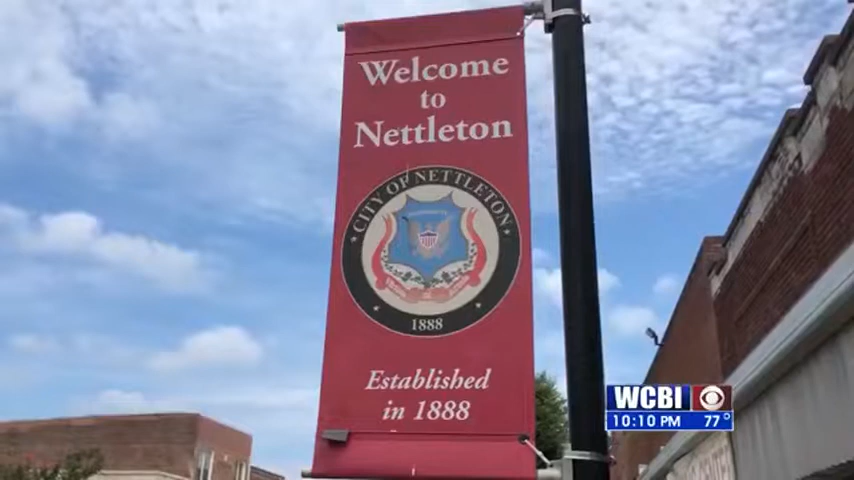 Welcome
to
Nettleton
CITY OF NETTLETON
1888
Established
in 1888
WCBI
10:10 PM 77°